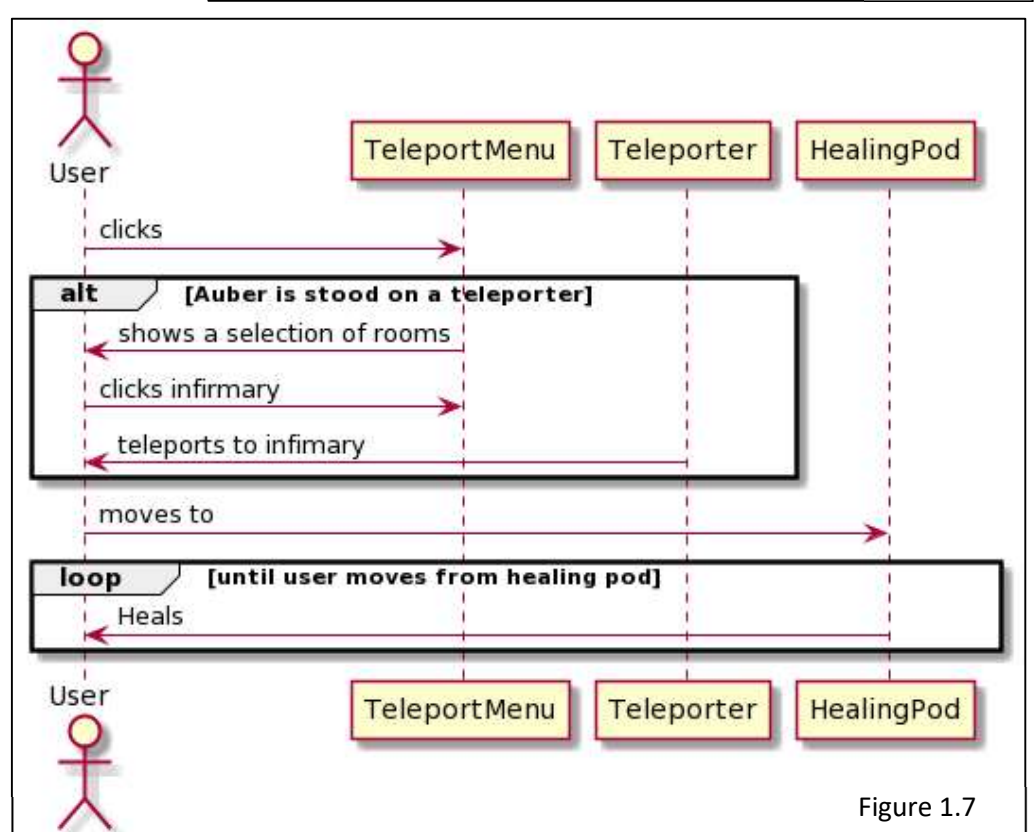 User
TeleportMenu Teleporter HealingPod
clicks
alt [Auber is stood on a teleporter]
shows a selection of rooms
clicks infirmary
teleports to infimary
moves to
loop [until user moves from healing pod]
Heals
User
TeleportMenu Teleporter HealingPod
Figure 1.7